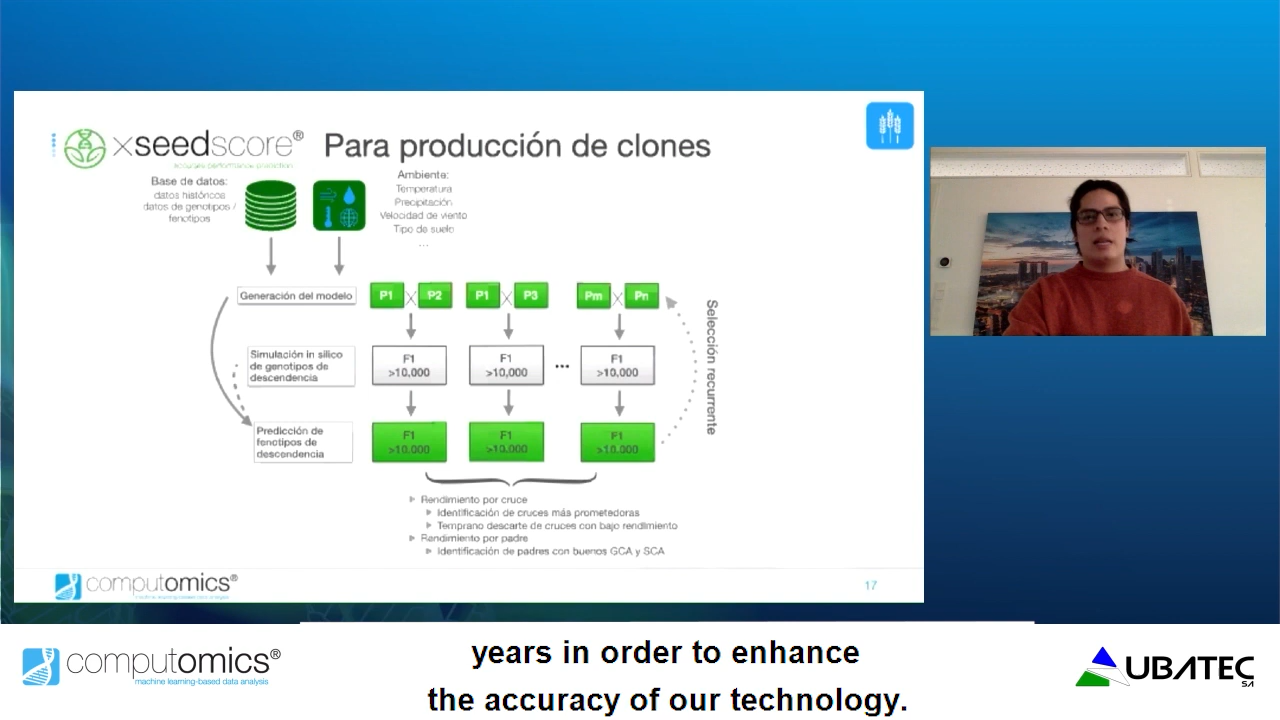 xseedscore®
Para producción de clones
Base de datos:
datos históricos
datos de genotipos /
fenotipos
Ambiente:
Temperatura
Precipitación
Velocidad de viento
Tipo de suelo
...
Generación del modelo
P1 X P2
P1 X P3
Pm X Pn
Simulación in silico
de genotipos de
descendencia
F1
>10,000
F1
>10,000
...
F1
>10,000
Predicción de
fenotipos de
descendencia
F1
>10.000
F1
>10.000
F1
>10.000
Selección recurrente
Rendimiento por cruce
Identificación de cruces más prometedoras
Temprano descarte de cruces con bajo rendimiento
Rendimiento por padre
Identificación de padres con buenos GCA y SCA
computomics®
17
computomics®
machine learning-based data analysis
years in order to enhance
the accuracy of our technology.
UBATEC
SA